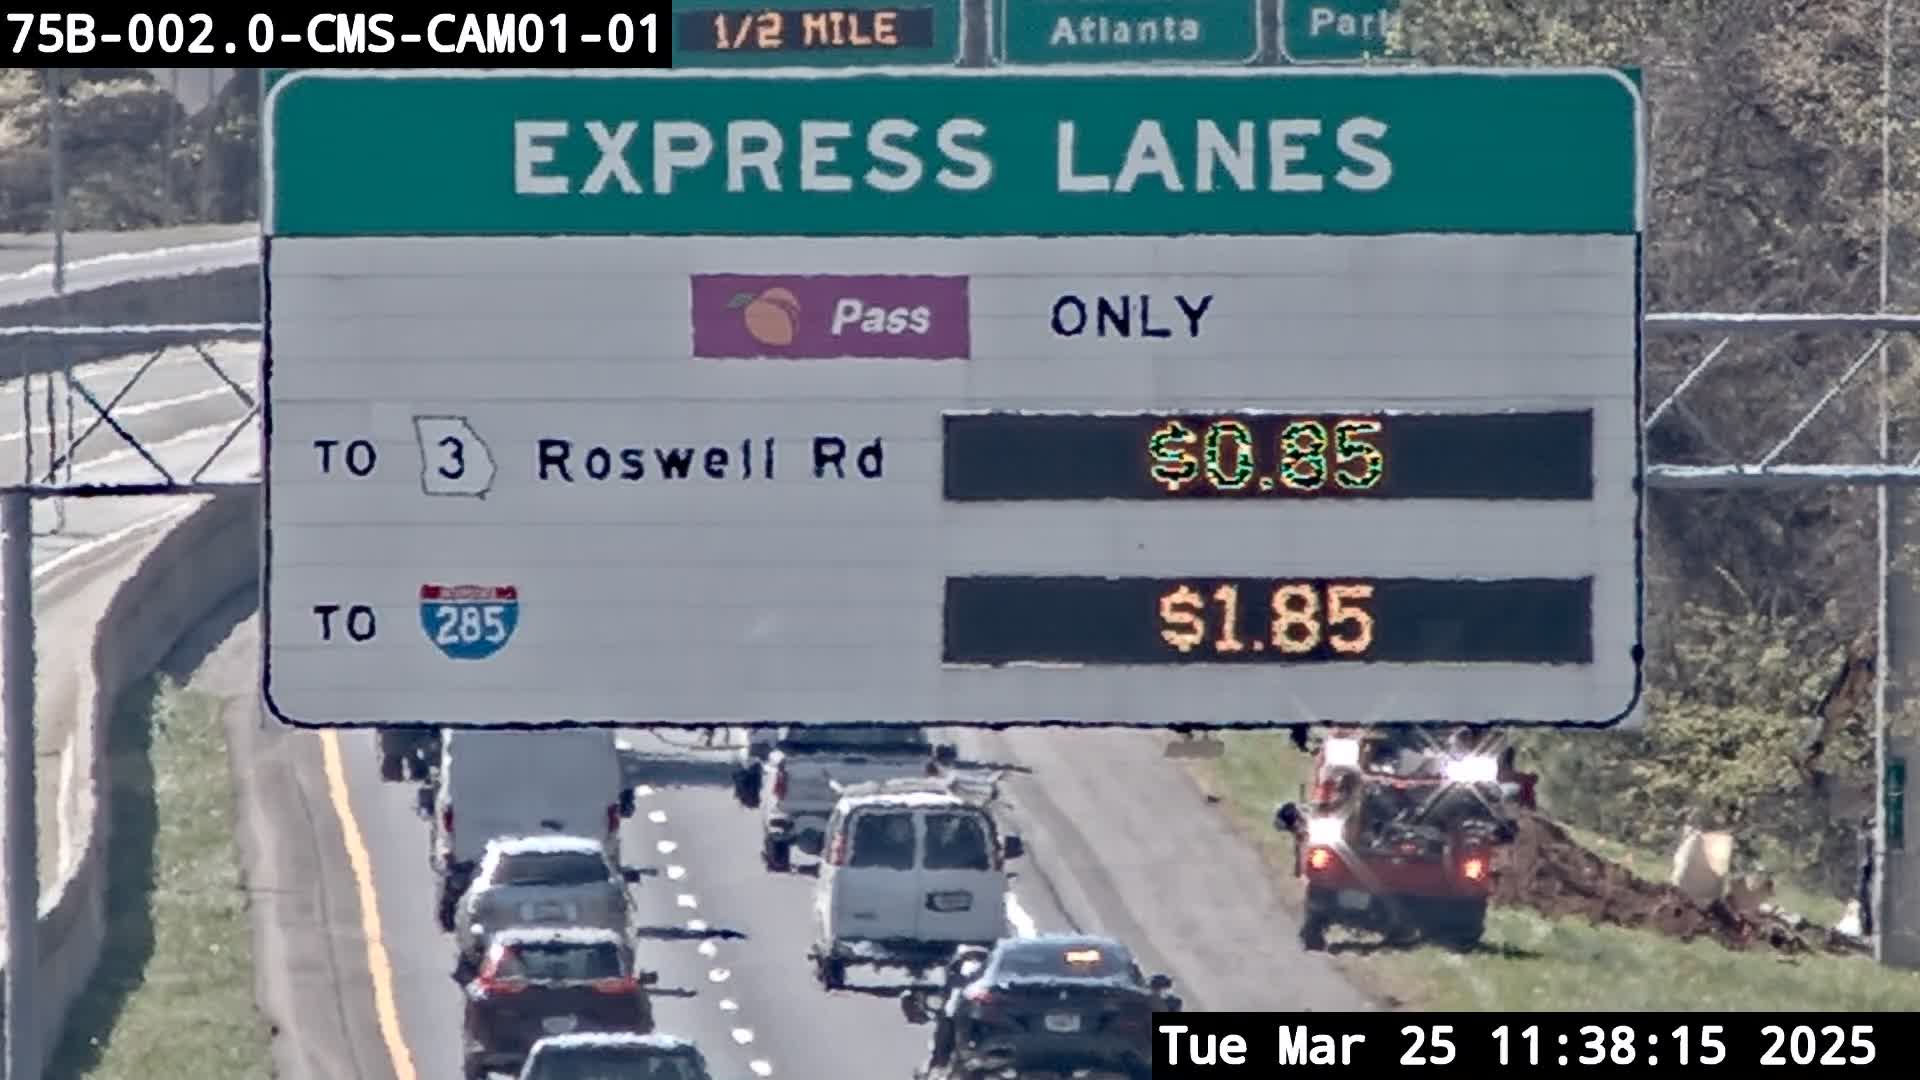 75B-002.0-CMS-CAM01-01
1/2 MILE
Atlanta
EXPRESS LANES
Pass ONLY
TO 3 Roswell Rd $0.85
TO 285 $1.85
Tue Mar 25 11:38:15 2025